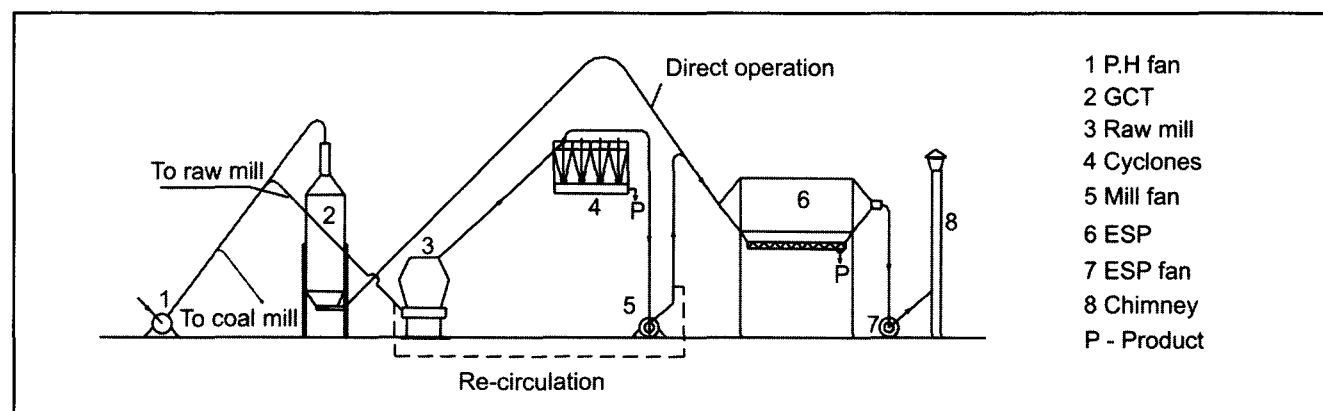 Direct operation
To raw mill
To coal mill
Re-circulation
1
2
3
4
5
6
7
8
P
P
1 P.H fan
2 GCT
3 Raw mill
4 Cyclones
5 Mill fan
6 ESP
7 ESP fan
8 Chimney
P - Product